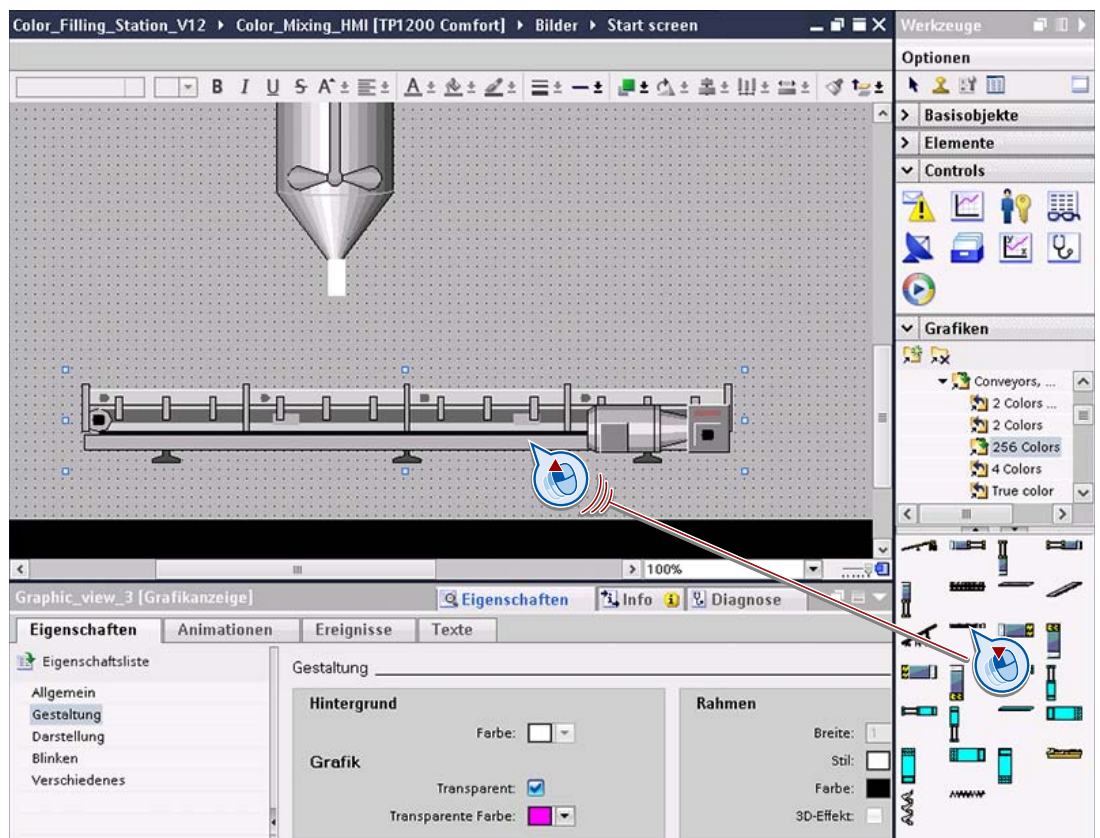 Color_Filling_Station_V12 ▸ Color_Mixing_HMI [TP1200 Comfort] ▸ Bilder ▸ Start screen
Werkzeuge
Optionen
B I U S A
Basisobjekte
Elemente
Controls
Grafiken
Conveyors, ...
2 Colors ...
2 Colors
256 Colors
4 Colors
True color
100%
Graphic_view_3 [Grafikanzeige]
Eigenschaften
Info
Diagnose
Eigenschaften
Animationen
Ereignisse
Texte
Eigenschaftsliste
Allgemein
Gestaltung
Darstellung
Blinken
Verschiedenes
Gestaltung
Hintergrund
Farbe:
Grafik
Transparent:
Transparente Farbe:
Rahmen
Breite: 1
Stil:
Farbe:
3D-Effekt: